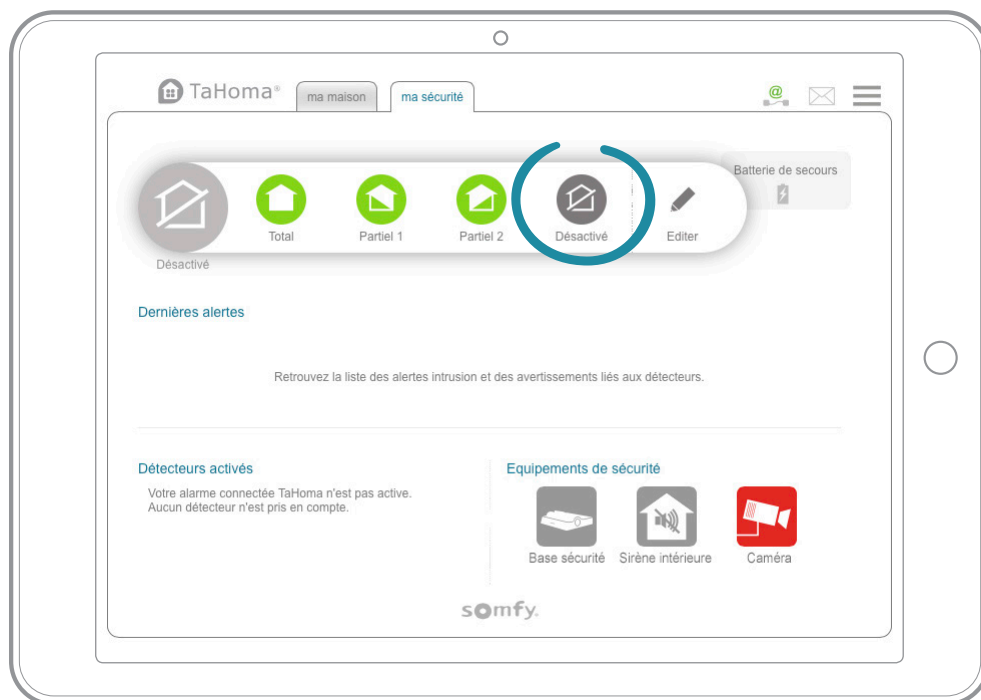 TaHoma®
ma maison
ma sécurité
@
Batterie de secours
Total
Partiel 1
Partiel 2
Désactivé
Editer
Désactivé
Dernières alertes
Retrouvez la liste des alertes intrusion et des avertissements liés aux détecteurs.
Détecteurs activés
Votre alarme connectée TaHoma n'est pas active.
Aucun détecteur n'est pris en compte.
Equipements de sécurité
Base sécurité
Sirène intérieure
Caméra
somfy.